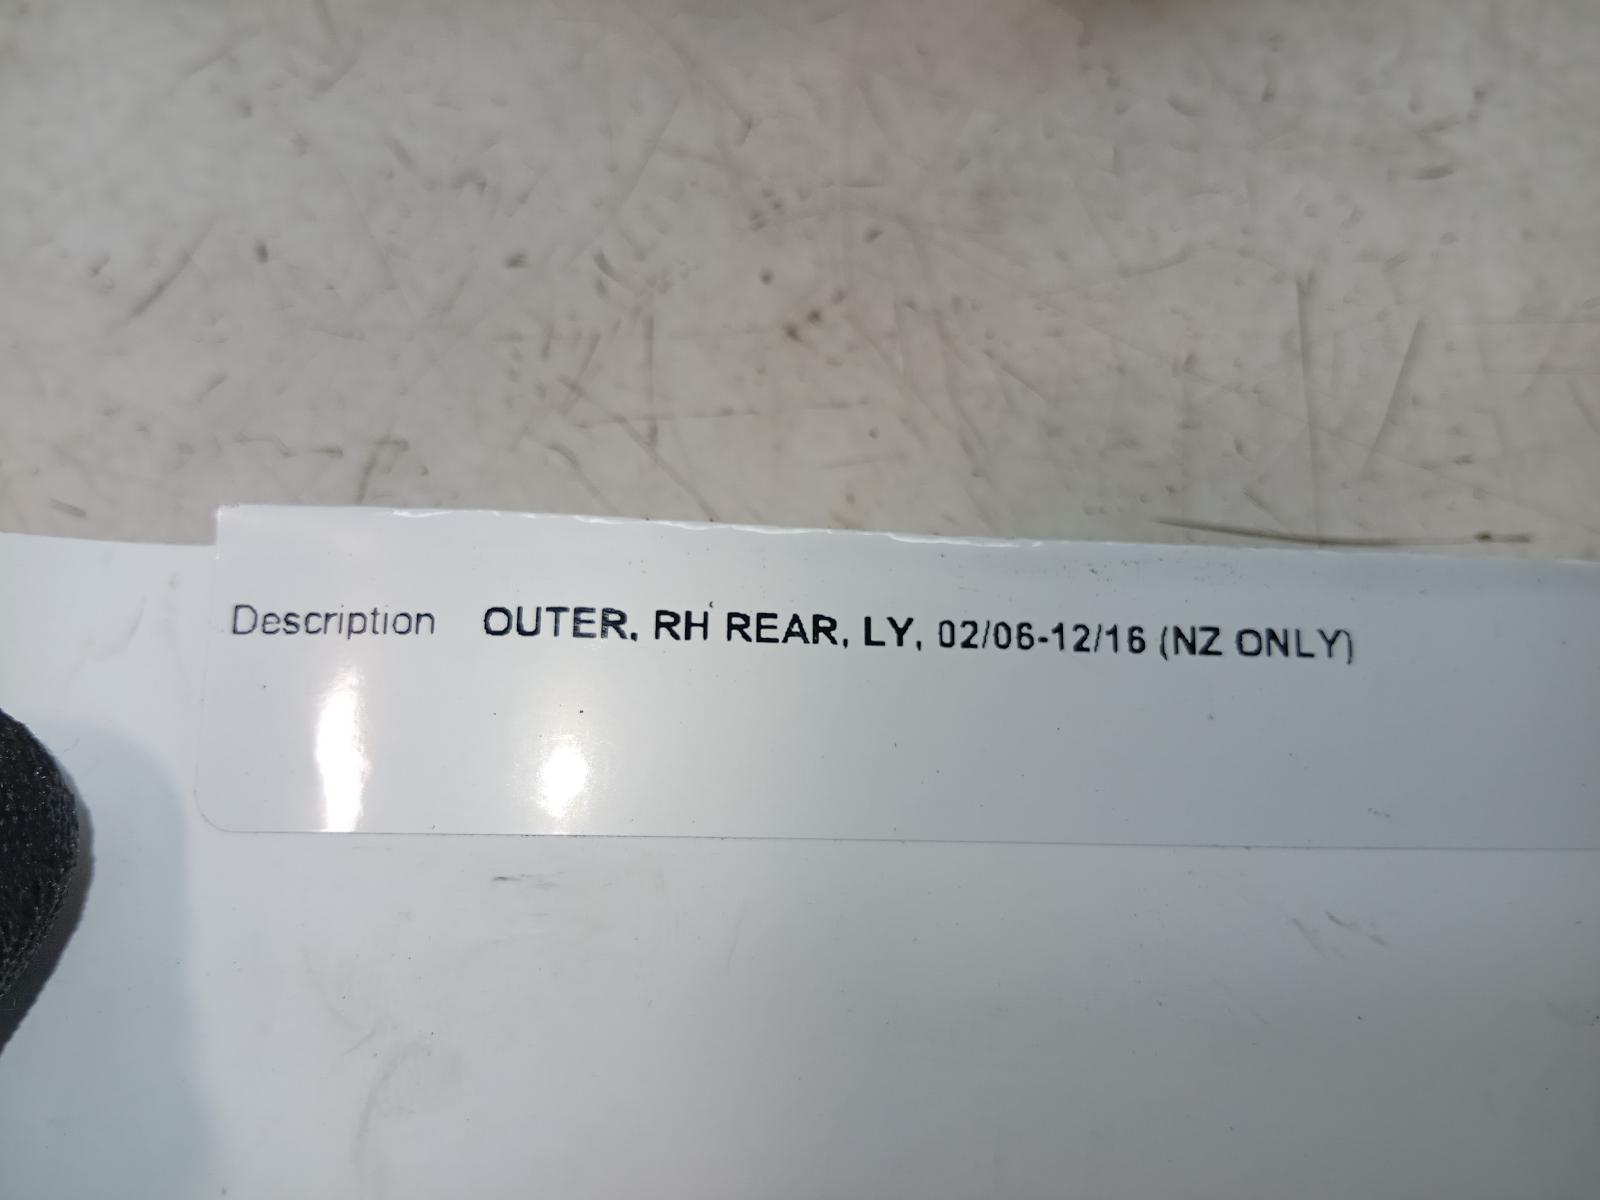 Description OUTER, RH REAR, LY, 02/06-12/16 (NZ ONLY)